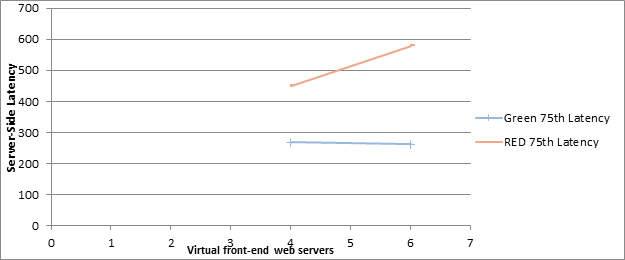 700
600
500
400
300
200
100
0
Server-Side Latency
0 1 2 3 4 5 6 7
Virtual front-end web servers
Green 75th Latency
RED 75th Latency